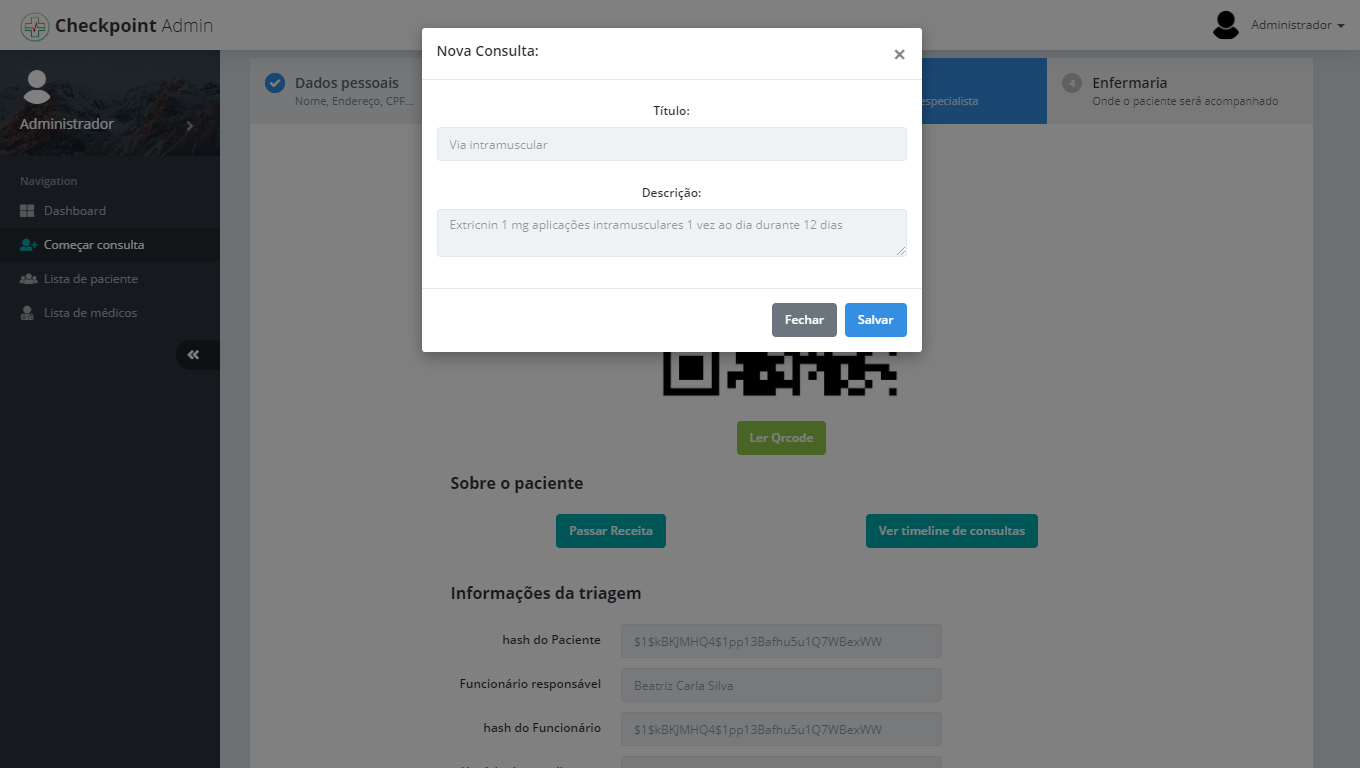 Checkpoint Admin
Administrador
Administrador
Navigation
Dashboard
Começar consulta
Lista de paciente
Lista de médicos
Dados pessoais
Nome, Endereço, CPF...
especialista
4
Enfermaria
Onde o paciente será acompanhado
Nova Consulta:
×
Título:
Via intramuscular
Descrição:
Extricnin 1 mg aplicações intramusculares 1 vez ao dia durante 12 dias
Fechar
Salvar
Ler Qrcode
Sobre o paciente
Passar Receita
Ver timeline de consultas
Informações da triagem
hash do Paciente
$1$kBKJMHQ4$1pp13Bafhu5u1Q7WBexWW
Funcionário responsável
Beatriz Carla Silva
hash do Funcionário
$1$kBKJMHQ4$1pp13Bafhu5u1Q7WBexWW